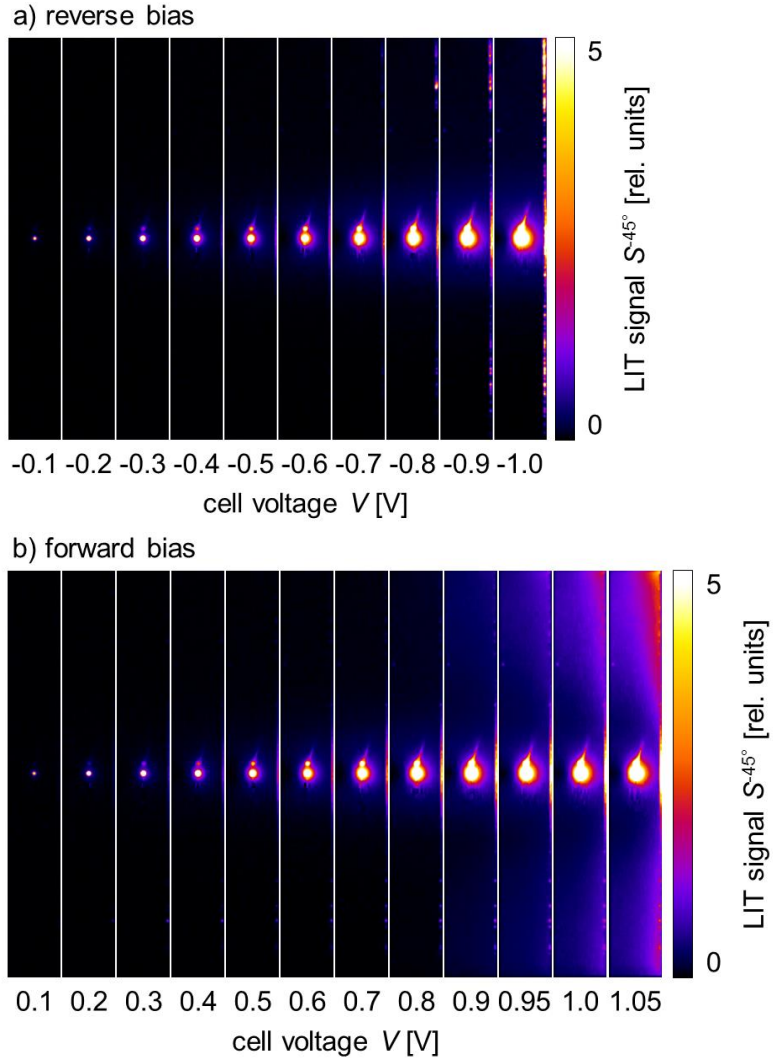 a) reverse bias
5
LIT signal S-45° [rel. units]
0
-0.1 -0.2 -0.3 -0.4 -0.5 -0.6 -0.7 -0.8 -0.9 -1.0
cell voltage V [V]
b) forward bias
5
LIT signal S-45° [rel. units]
0
0.1 0.2 0.3 0.4 0.5 0.6 0.7 0.8 0.9 0.95 1.0 1.05
cell voltage V [V]